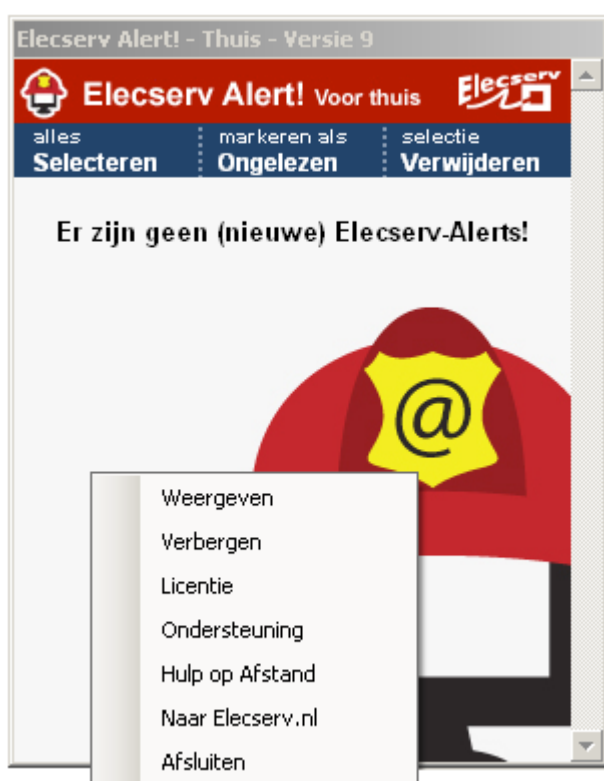 Elecserv Alert! - Thuis - Versie 9
Elecserv Alert! Voor thuis Elecserv
alles markeren als selectie
Selecteren Ongelezen Verwijderen
Er zijn geen (nieuwe) Elecserv-Alerts!
@
Weergeven
Verbergen
Licentie
Ondersteuning
Hulp op Afstand
Naar Elecserv.nl
Afsluiten